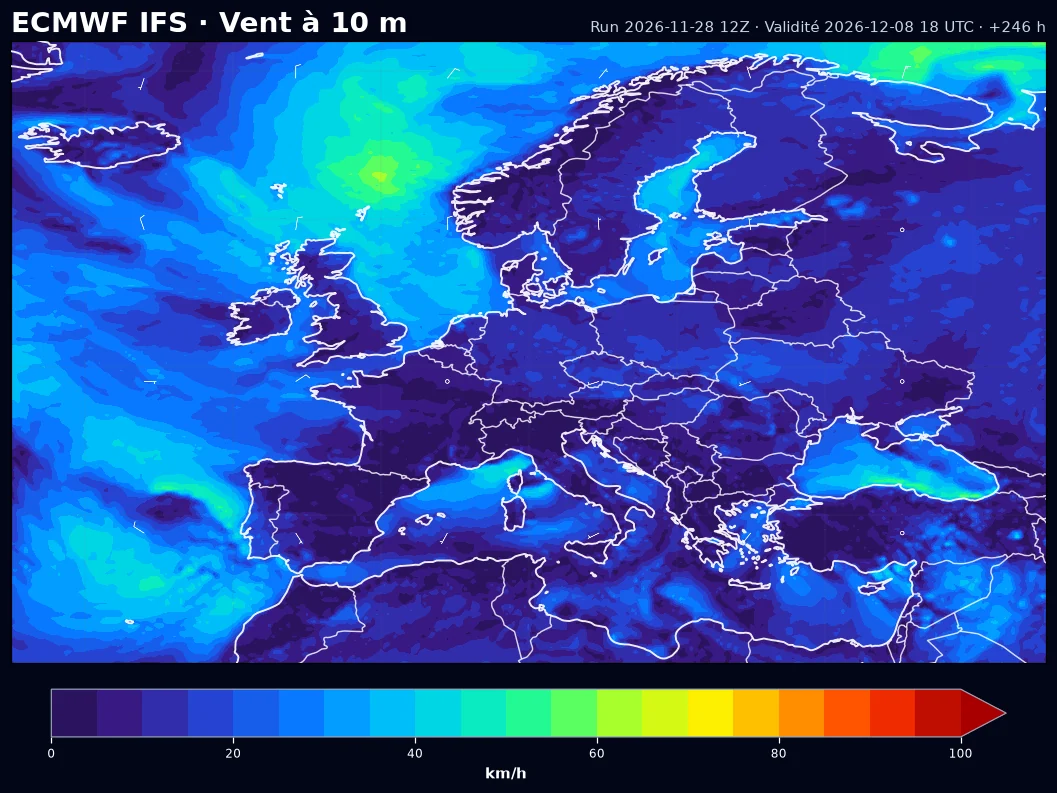 ECMWF IFS · Vent à 10 m
Run 2026-11-28 12Z · Validité 2026-12-08 18 UTC · +246 h
0 20 40 60 80 100
km/h